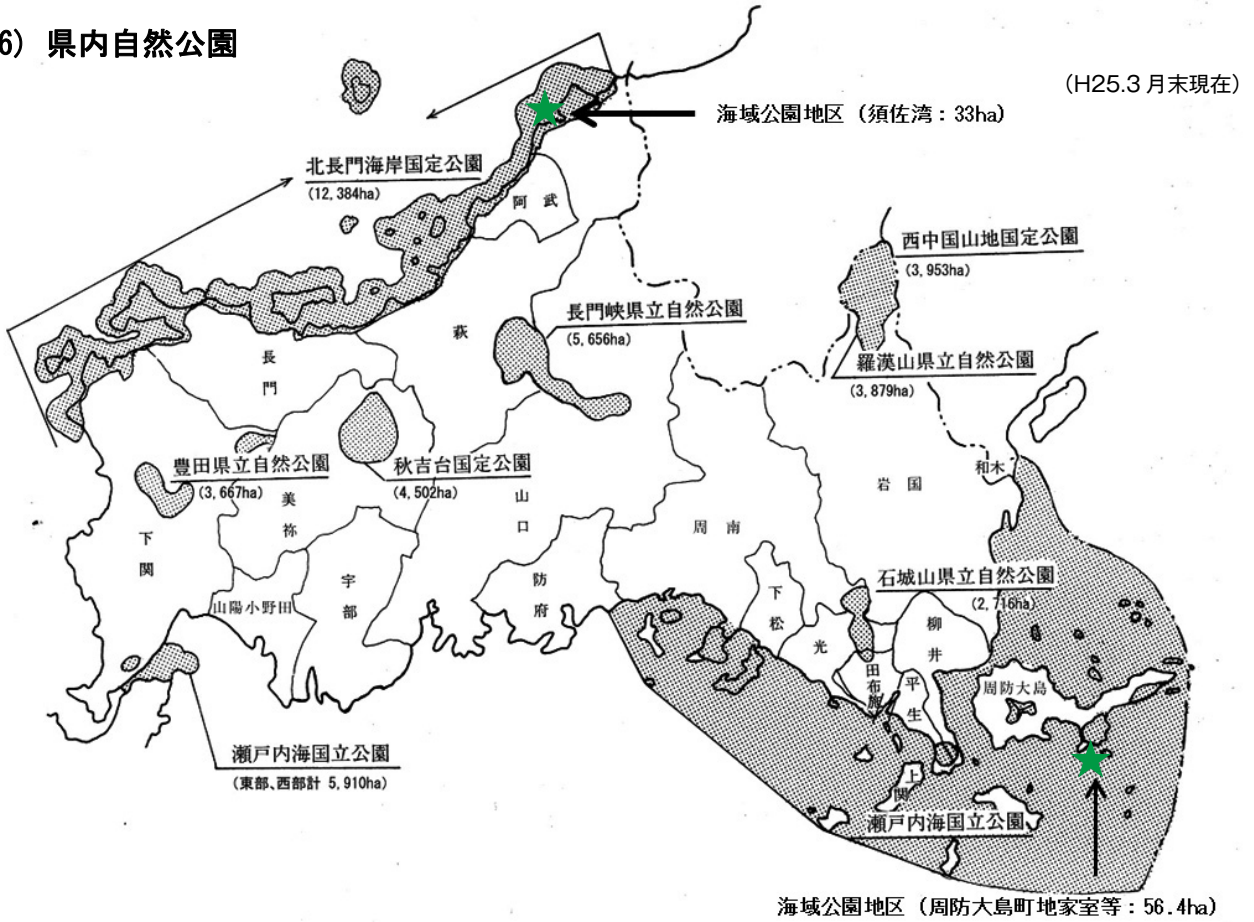 6) 県内自然公園
(H25.3月末現在)
海域公園地区（須佐湾：33ha）
北長門海岸国定公園
(12,384ha)
阿武
西中国山地国定公園
(3,953ha)
長門峡県立自然公園
(5,656ha)
萩
羅漢山県立自然公園
(3,879ha)
長門
豊田県立自然公園
(3,667ha)
秋吉台国定公園
(4,502ha)
和木
岩国
美祢
山口
周南
下関
宇部
防府
石城山県立自然公園
(2,716ha)
山陽小野田
下松
光
柳井
田布施
平生
周防大島
瀬戸内海国立公園
(東部、西部計 5,910ha)
上関
瀬戸内海国立公園
海域公園地区（周防大島町地家室等：56.4ha）